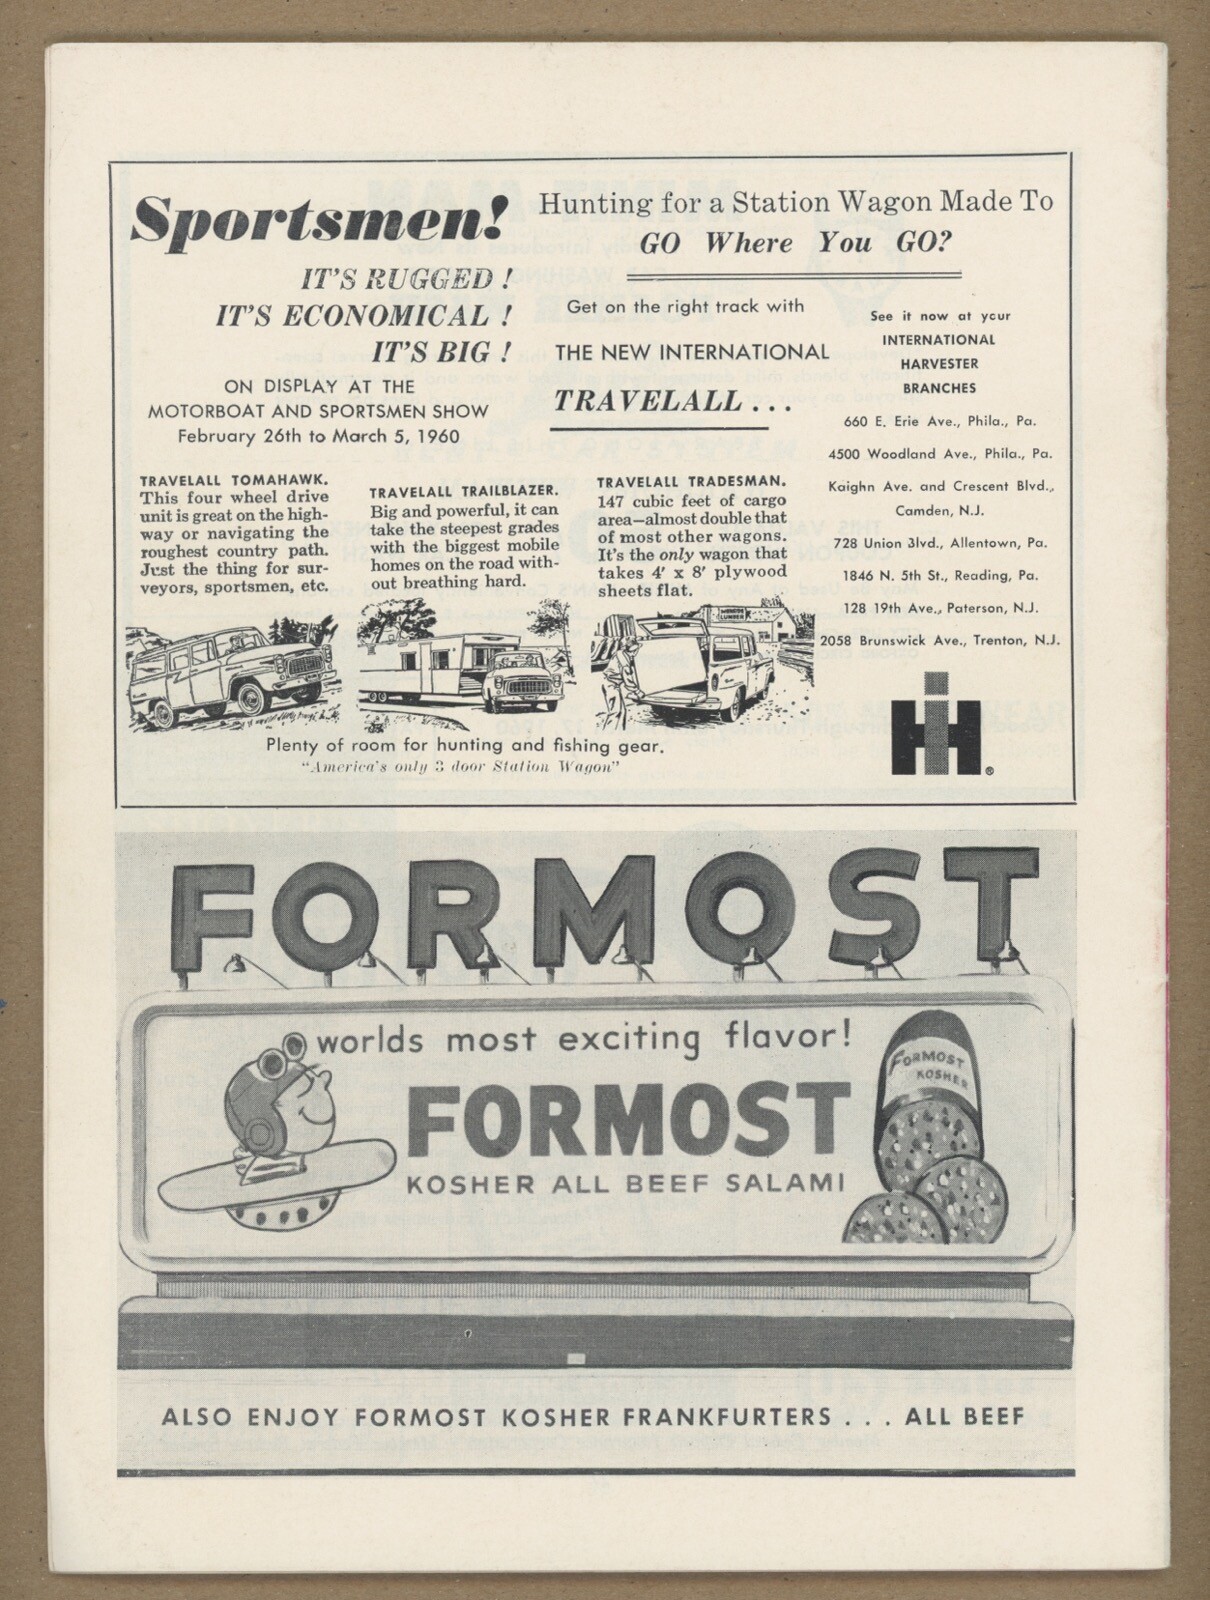 Sportsmen!
IT'S RUGGED !
IT'S ECONOMICAL !
IT'S BIG !
ON DISPLAY AT THE
MOTORBOAT AND SPORTSMEN SHOW
February 26th to March 5, 1960
Hunting for a Station Wagon Made To
GO Where You GO?
Get on the right track with
THE NEW INTERNATIONAL
TRAVELALL . . .
See it now at your
INTERNATIONAL
HARVESTER
BRANCHES
660 E. Erie Ave., Phila., Pa.
4500 Woodland Ave., Phila., Pa.
Kaighn Ave. and Crescent Blvd.,
Camden, N.J.
728 Union 3lvd., Allentown, Pa.
1846 N. 5th St., Reading, Pa.
128 19th Ave., Paterson, N.J.
2058 Brunswick Ave., Trenton, N.J.
TRAVELALL TOMAHAWK.
This four wheel drive
unit is great on the high-
way or navigating the
roughest country path.
Just the thing for sur-
veyors, sportsmen, etc.
TRAVELALL TRAILBLAZER.
Big and powerful, it can
take the steepest grades
with the biggest mobile
homes on the road with-
out breathing hard.
TRAVELALL TRADESMAN.
147 cubic feet of cargo
area—almost double that
of most other wagons.
It's the only wagon that
takes 4' x 8' plywood
sheets flat.
LUMBER
Plenty of room for hunting and fishing gear.
"America's only 3 door Station Wagon"
IH ®
FORMOST
worlds most exciting flavor!
FORMOST
KOSHER ALL BEEF SALAMI
FORMOST
KOSHER
ALSO ENJOY FORMOST KOSHER FRANKFURTERS . . . ALL BEEF